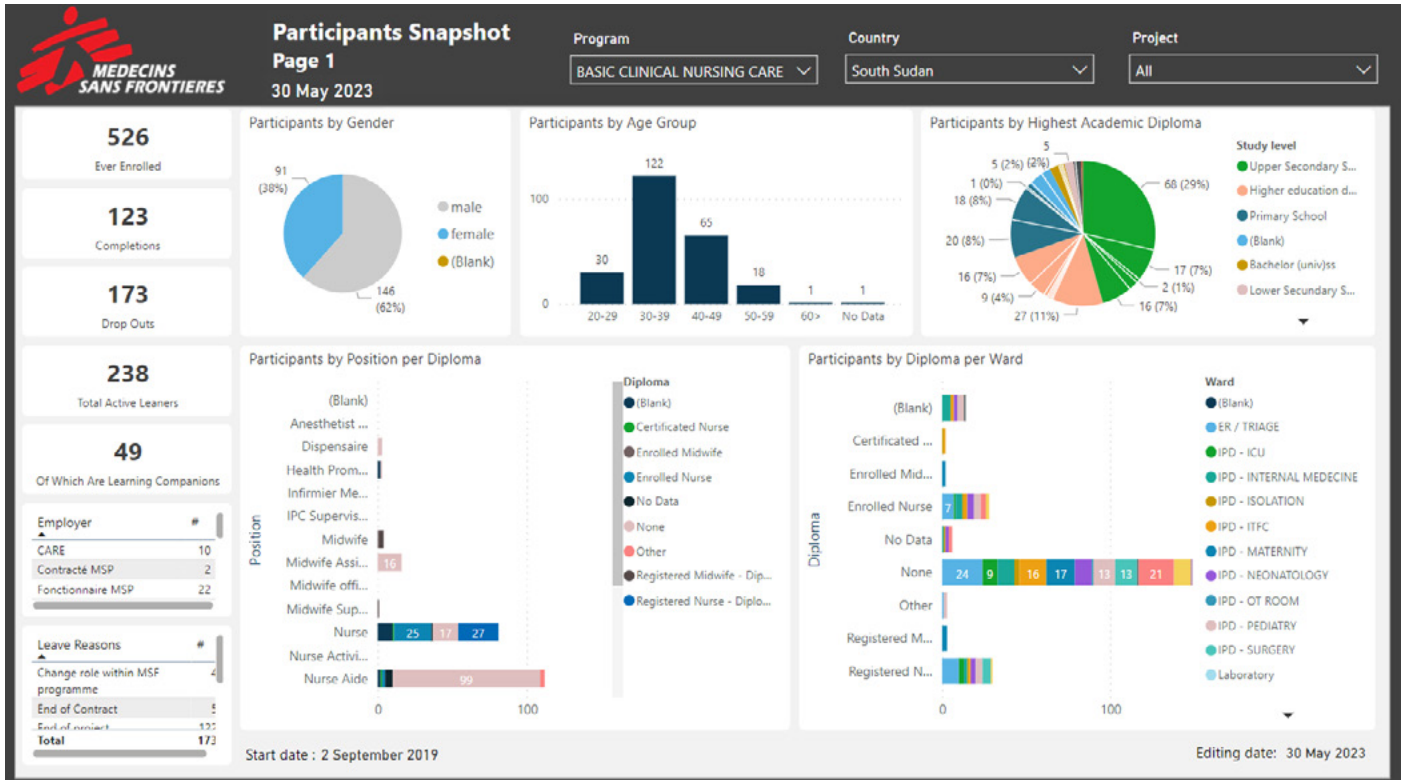 MEDECINS
SANS FRONTIERES
Participants Snapshot
Page 1
30 May 2023
Program
BASIC CLINICAL NURSING CARE
Country
South Sudan
Project
All
526
Ever Enrolled
123
Completions
173
Drop Outs
238
Total Active Leaners
49
Of Which Are Learning Companions
Employer #
CARE 10
Contracté MSP 2
Fonctionnaire MSP 22
Leave Reasons #
Change role within MSF
programme
End of Contract 5
End of project 122
Total 173
Participants by Gender
91
(38%)
146
(62%)
male
female
(Blank)
Participants by Age Group
100
0
30
122
65
18
1
1
20-29
30-39
40-49
50-59
60>
No Data
Participants by Highest Academic Diploma
5
5 (2%) (2%)
1 (0%)
18 (8%)
20 (8%)
16 (7%)
9 (4%)
27 (11%)
68 (29%)
17 (7%)
2 (1%)
16 (7%)
Study level
Upper Secondary S...
Higher education d...
Primary School
(Blank)
Bachelor (univ)ss
Lower Secundary S...
Participants by Position per Diploma
Position
(Blank)
Anesthetist ...
Dispensaire
Health Prom...
Infirmier Me...
IPC Supervis...
Midwife
Midwife Assi...
16
Midwife offi...
Midwife Sup...
Nurse
25 17 27
Nurse Activi...
Nurse Aide
99
0 100
Diploma
(Blank)
Certificated Nurse
Enrolled Midwife
Enrolled Nurse
No Data
None
Other
Registered Midwife - Dip...
Registered Nurse - Diplo...
Participants by Diploma per Ward
Diploma
(Blank)
Certificated ...
Enrolled Mid...
Enrolled Nurse
7
No Data
None
24 9 16 17 13 13 21
Other
Registered M...
Registered N...
0 100
Ward
(Blank)
ER / TRIAGE
IPD - ICU
IPD - INTERNAL MEDECINE
IPD - ISOLATION
IPD - ITFC
IPD - MATERNITY
IPD - NEONATOLOGY
IPD - OT ROOM
IPD - PEDIATRY
IPD - SURGERY
Laboratory
Start date : 2 September 2019
Editing date: 30 May 2023